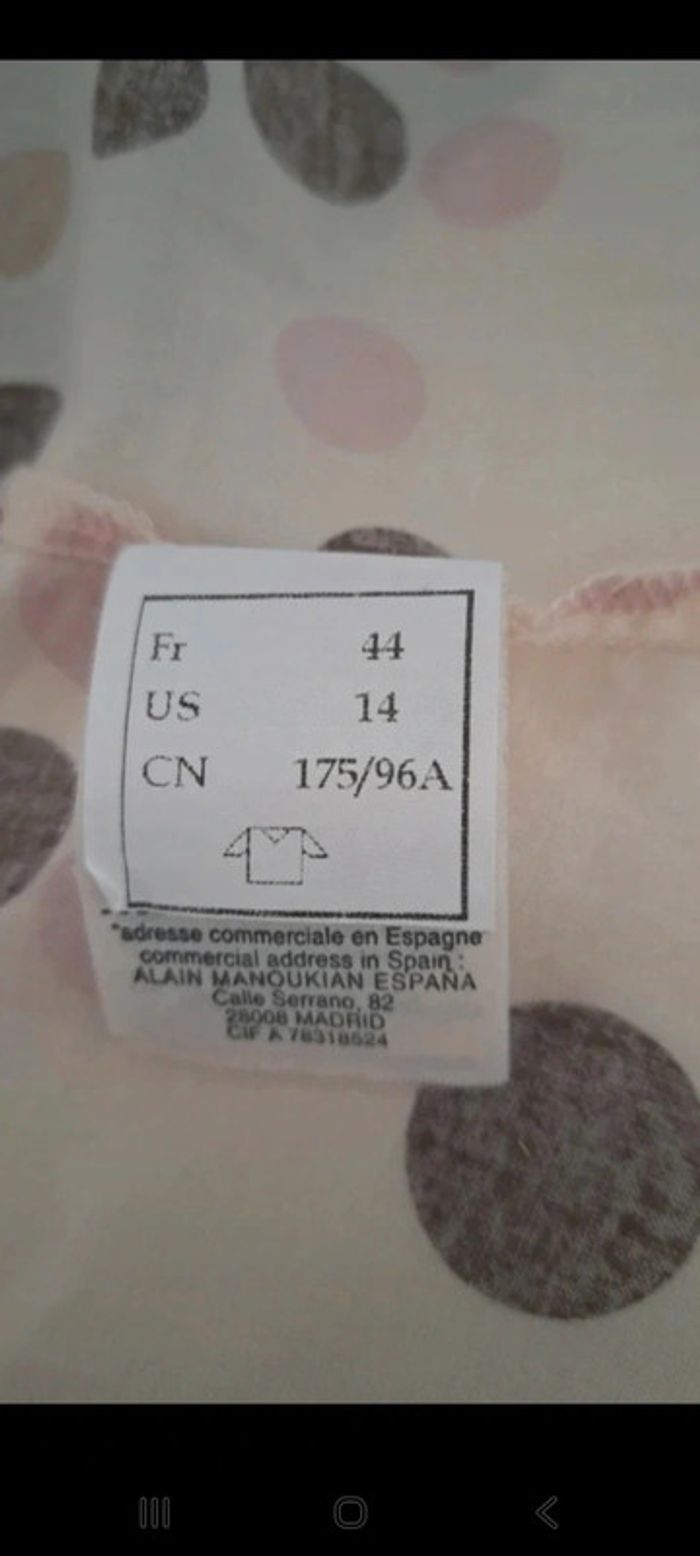 Fr 44
US 14
CN 175/96A
*adresse commerciale en Espagne
commercial address in Spain :
ALAIN MANOUKIAN ESPAÑA
Calle Serrano, 82
28008 MADRID
CIF A 78318524